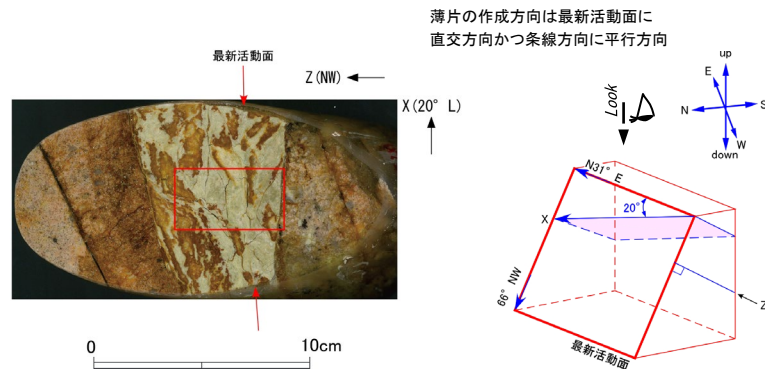 薄片の作成方向は最新活動面に
直交方向かつ条線方向に平行方向
最新活動面
Z(NW)
X(20° L)
Look
up
E
N
S
W
down
N31° E
20°
X
66° NW
Z
最新活動面
0
10cm